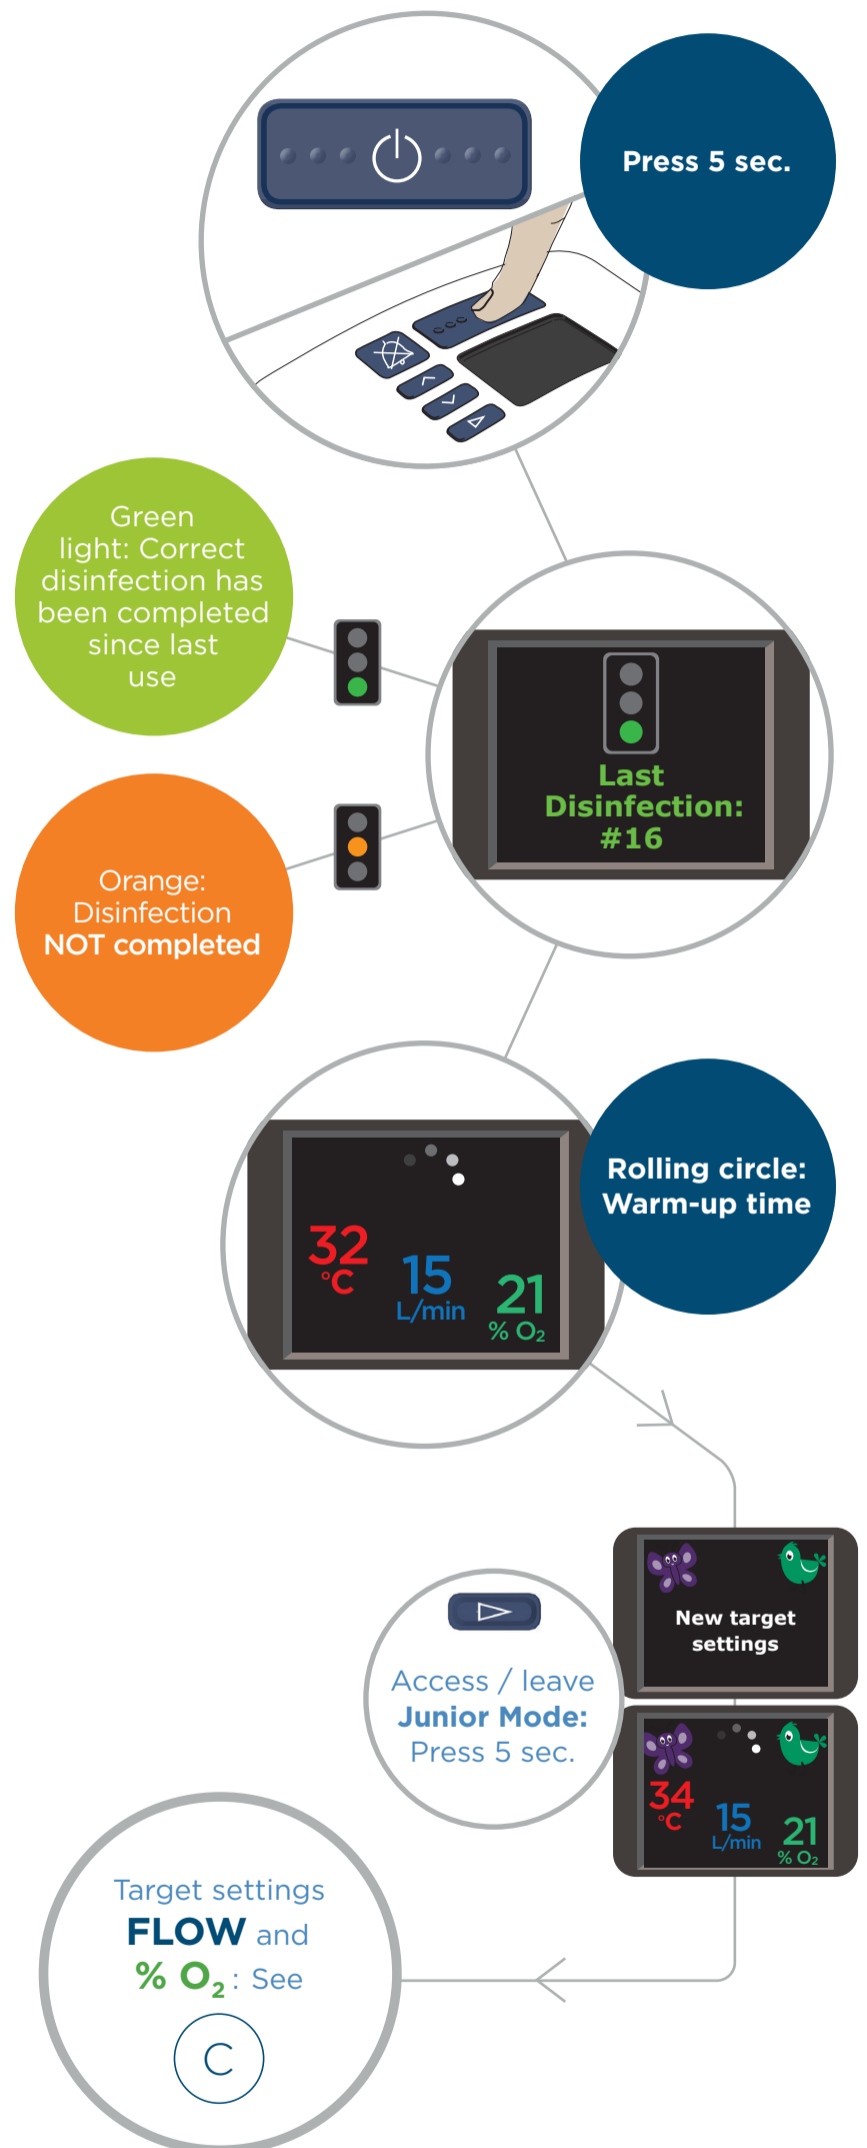 Press 5 sec.
Green
light: Correct
disinfection has
been completed
since last
use
Last
Disinfection:
#16
Orange:
Disinfection
NOT completed
Rolling circle:
Warm-up time
32
°C
15
L/min
21
% O₂
New target
settings
Access / leave
Junior Mode:
Press 5 sec.
34
°C
15
L/min
21
% O₂
Target settings
FLOW and
% O₂ : See
C